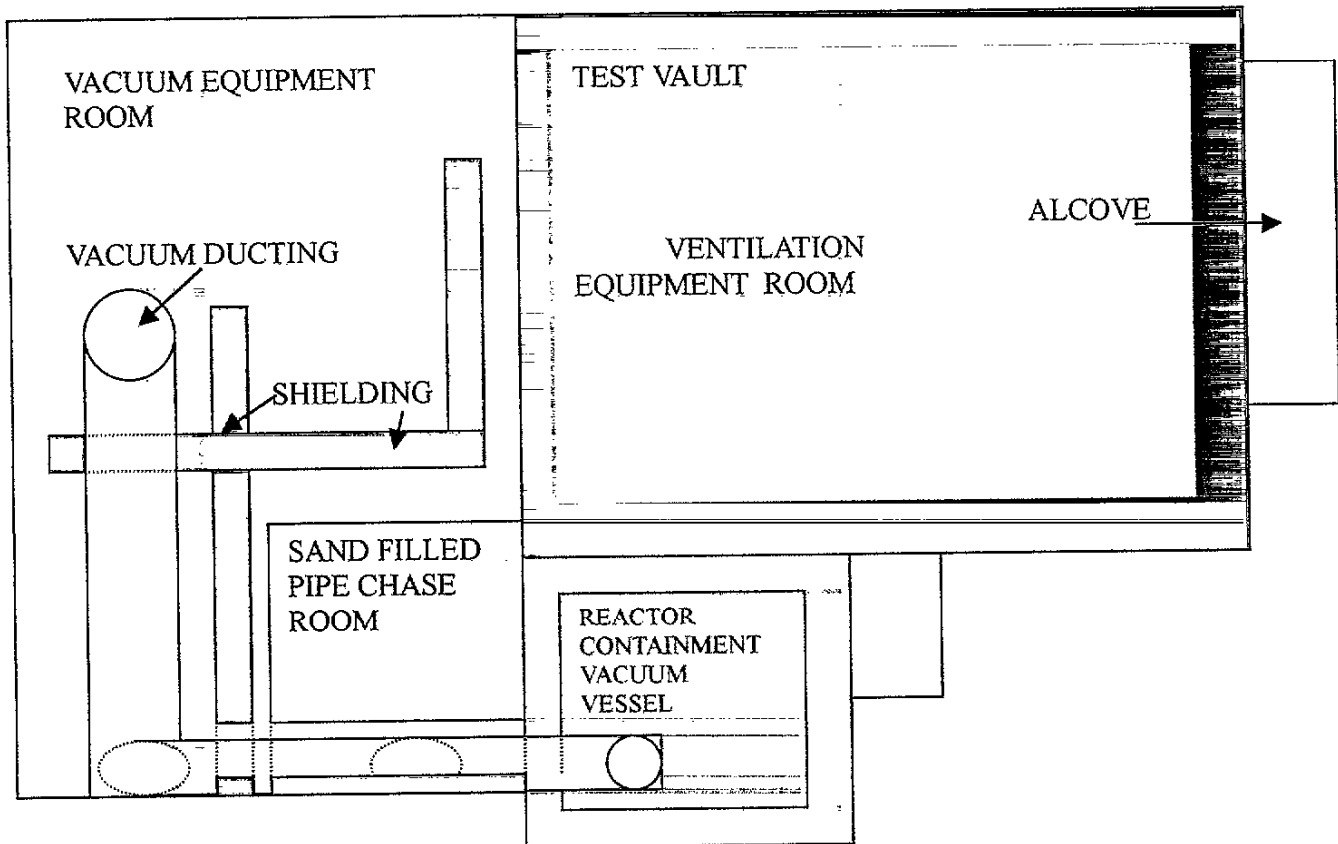 VACUUM EQUIPMENT
ROOM
TEST VAULT
ALCOVE
VACUUM DUCTING
VENTILATION
EQUIPMENT ROOM
SHIELDING
SAND FILLED
PIPE CHASE
ROOM
REACTOR
CONTAINMENT
VACUUM
VESSEL